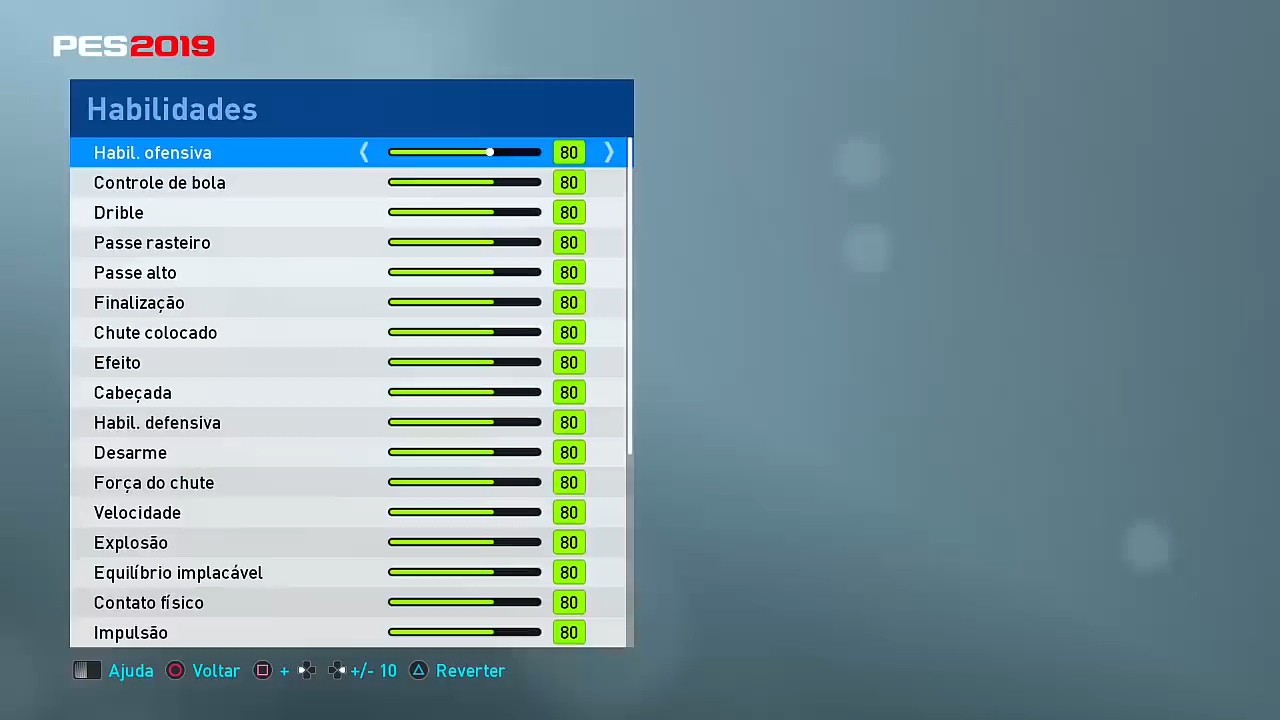 PES2019
Habilidades
Habil. ofensiva 80
Controle de bola 80
Drible 80
Passe rasteiro 80
Passe alto 80
Finalização 80
Chute colocado 80
Efeito 80
Cabeçada 80
Habil. defensiva 80
Desarme 80
Força do chute 80
Velocidade 80
Explosão 80
Equilíbrio implacável 80
Contato físico 80
Impulsão 80
Ajuda Voltar + +/- 10 Reverter